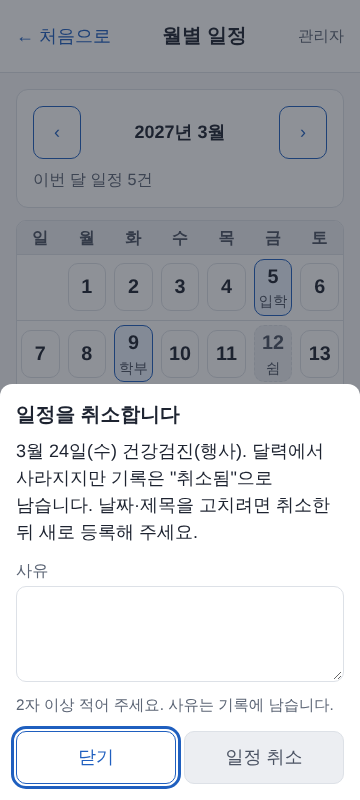 ← 처음으로
월별 일정
관리자
‹
2027년 3월
›
이번 달 일정 5건
일 월 화 수 목 금 토
1 2 3 4 5 6
입학
7 8 9 10 11 12 13
학부 쉼
일정을 취소합니다
3월 24일(수) 건강검진(행사). 달력에서
사라지지만 기록은 "취소됨"으로
남습니다. 날짜·제목을 고치려면 취소한
뒤 새로 등록해 주세요.
사유
2자 이상 적어 주세요. 사유는 기록에 남습니다.
닫기
일정 취소